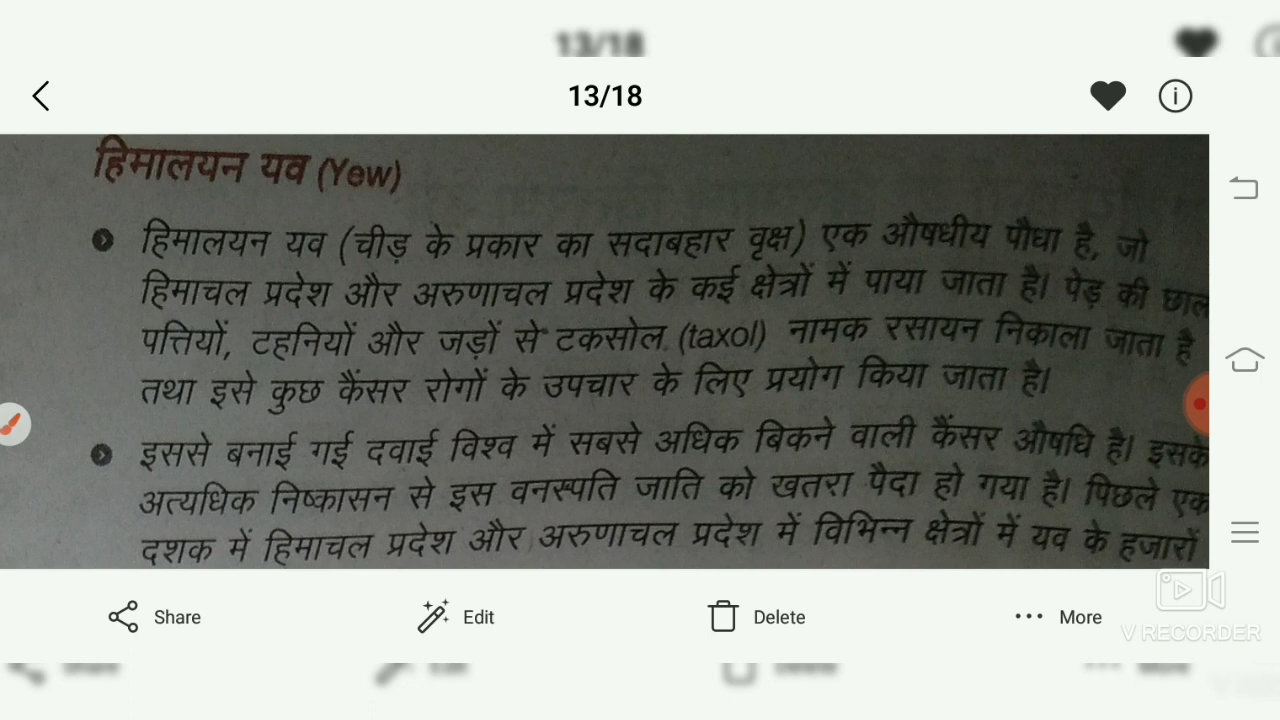 13/18
13/18
हिमालयन यव (Yew)
हिमालयन यव (चीड़ के प्रकार का सदाबहार वृक्ष) एक औषधीय पौधा है, जो
हिमाचल प्रदेश और अरुणाचल प्रदेश के कई क्षेत्रों में पाया जाता है। पेड़ की छाल
पत्तियों, टहनियों और जड़ों से टकसोल (taxol) नामक रसायन निकाला जाता है
तथा इसे कुछ कैंसर रोगों के उपचार के लिए प्रयोग किया जाता है।
इससे बनाई गई दवाई विश्व में सबसे अधिक बिकने वाली कैंसर औषधि है। इसके
अत्यधिक निष्कासन से इस वनस्पति जाति को खतरा पैदा हो गया है। पिछले एक
दशक में हिमाचल प्रदेश और अरुणाचल प्रदेश में विभिन्न क्षेत्रों में यव के हजारों
Share Edit Delete More
V RECORDER